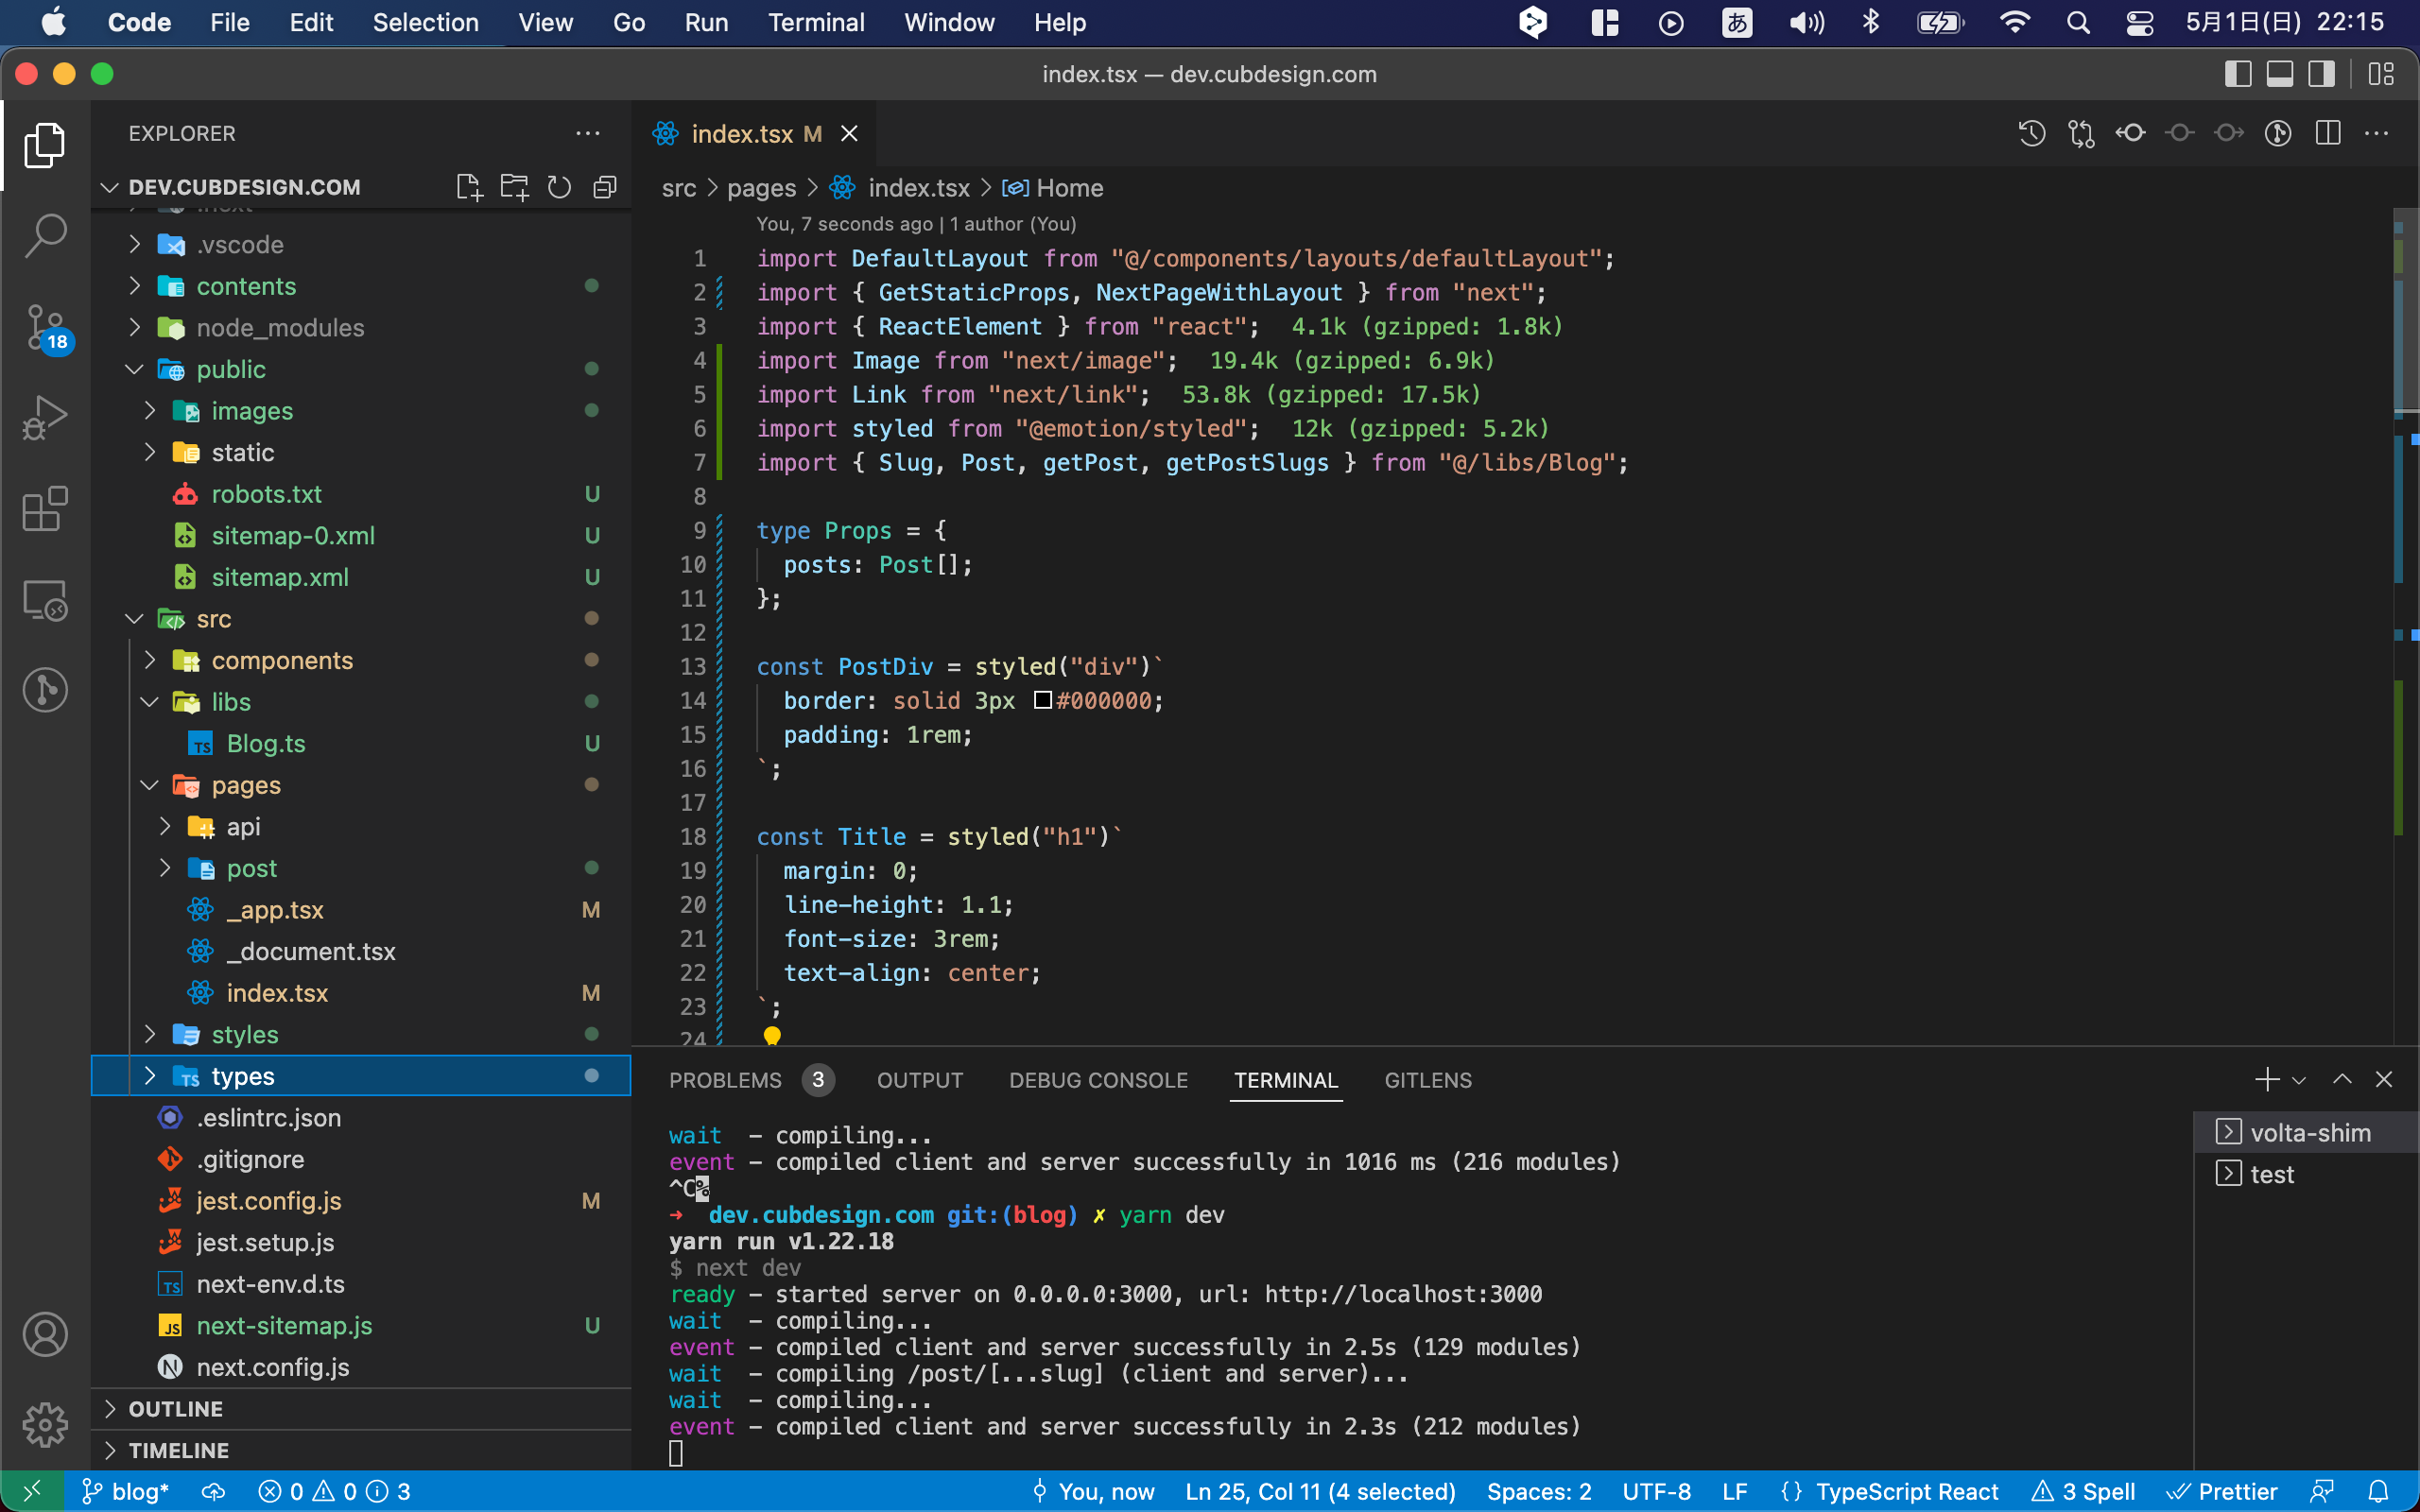 Code File Edit Selection View Go Run Terminal Window Help あ 5月1日(日) 22:15
index.tsx — dev.cubdesign.com
EXPLORER
DEV.CUBDESIGN.COM
.vscode
contents
node_modules
public
images
static
robots.txt U
sitemap-0.xml U
sitemap.xml U
src
components
libs
TS Blog.ts U
pages
api
post
_app.tsx M
_document.tsx
index.tsx M
styles
TS types
.eslintrc.json
.gitignore
jest.config.js M
jest.setup.js
TS next-env.d.ts
JS next-sitemap.js U
N next.config.js
OUTLINE
TIMELINE
18
index.tsx M
src > pages > index.tsx > Home
You, 7 seconds ago | 1 author (You)
1 import DefaultLayout from "@/components/layouts/defaultLayout";
2 import { GetStaticProps, NextPageWithLayout } from "next";
3 import { ReactElement } from "react"; 4.1k (gzipped: 1.8k)
4 import Image from "next/image"; 19.4k (gzipped: 6.9k)
5 import Link from "next/link"; 53.8k (gzipped: 17.5k)
6 import styled from "@emotion/styled"; 12k (gzipped: 5.2k)
7 import { Slug, Post, getPost, getPostSlugs } from "@/libs/Blog";
8
9 type Props = {
10 posts: Post[];
11 };
12
13 const PostDiv = styled("div")`
14 border: solid 3px #000000;
15 padding: 1rem;
16 `;
17
18 const Title = styled("h1")`
19 margin: 0;
20 line-height: 1.1;
21 font-size: 3rem;
22 text-align: center;
23 `;
24
PROBLEMS 3 OUTPUT DEBUG CONSOLE TERMINAL GITLENS
wait - compiling...
event - compiled client and server successfully in 1016 ms (216 modules)
^C%
➜ dev.cubdesign.com git:(blog) ✗ yarn dev
yarn run v1.22.18
$ next dev
ready - started server on 0.0.0.0:3000, url: http://localhost:3000
wait - compiling...
event - compiled client and server successfully in 2.5s (129 modules)
wait - compiling /post/[...slug] (client and server)...
wait - compiling...
event - compiled client and server successfully in 2.3s (212 modules)
volta-shim
test
blog* 0 0 3 You, now Ln 25, Col 11 (4 selected) Spaces: 2 UTF-8 LF {} TypeScript React 3 Spell Prettier